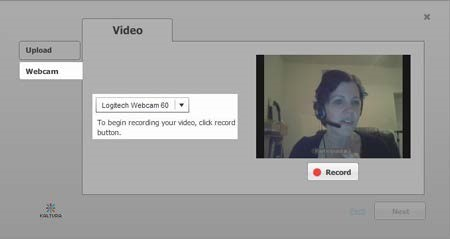 Video
Upload
Webcam
Logitech Webcam 60
To begin recording your video, click record
button.
Record
KALTURA
Next